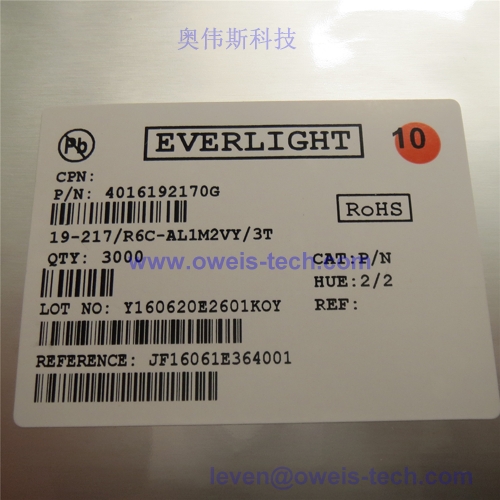 奥伟斯科技
Pb
EVERLIGHT
10
CPN:
P/N: 4016192170G
RoHS
19-217/R6C-AL1M2VY/3T
QTY: 3000
CAT:P/N
www.oweis-tech.com
HUE:2/2
LOT NO: Y160620E2601KOY
REF:
REFERENCE: JF16061E364001
leven@oweis-tech.com